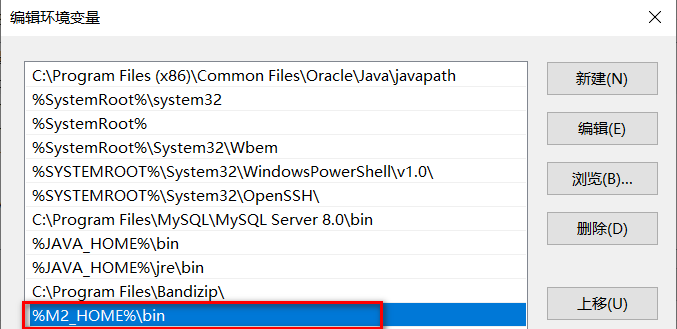 编辑环境变量
C:\Program Files (x86)\Common Files\Oracle\Java\javapath
%SystemRoot%\system32
%SystemRoot%
%SystemRoot%\System32\Wbem
%SYSTEMROOT%\System32\WindowsPowerShell\v1.0\
%SYSTEMROOT%\System32\OpenSSH\
C:\Program Files\MySQL\MySQL Server 8.0\bin
%JAVA_HOME%\bin
%JAVA_HOME%\jre\bin
C:\Program Files\Bandizip\
%M2_HOME%\bin
新建(N)
编辑(E)
浏览(B)...
删除(D)
上移(U)